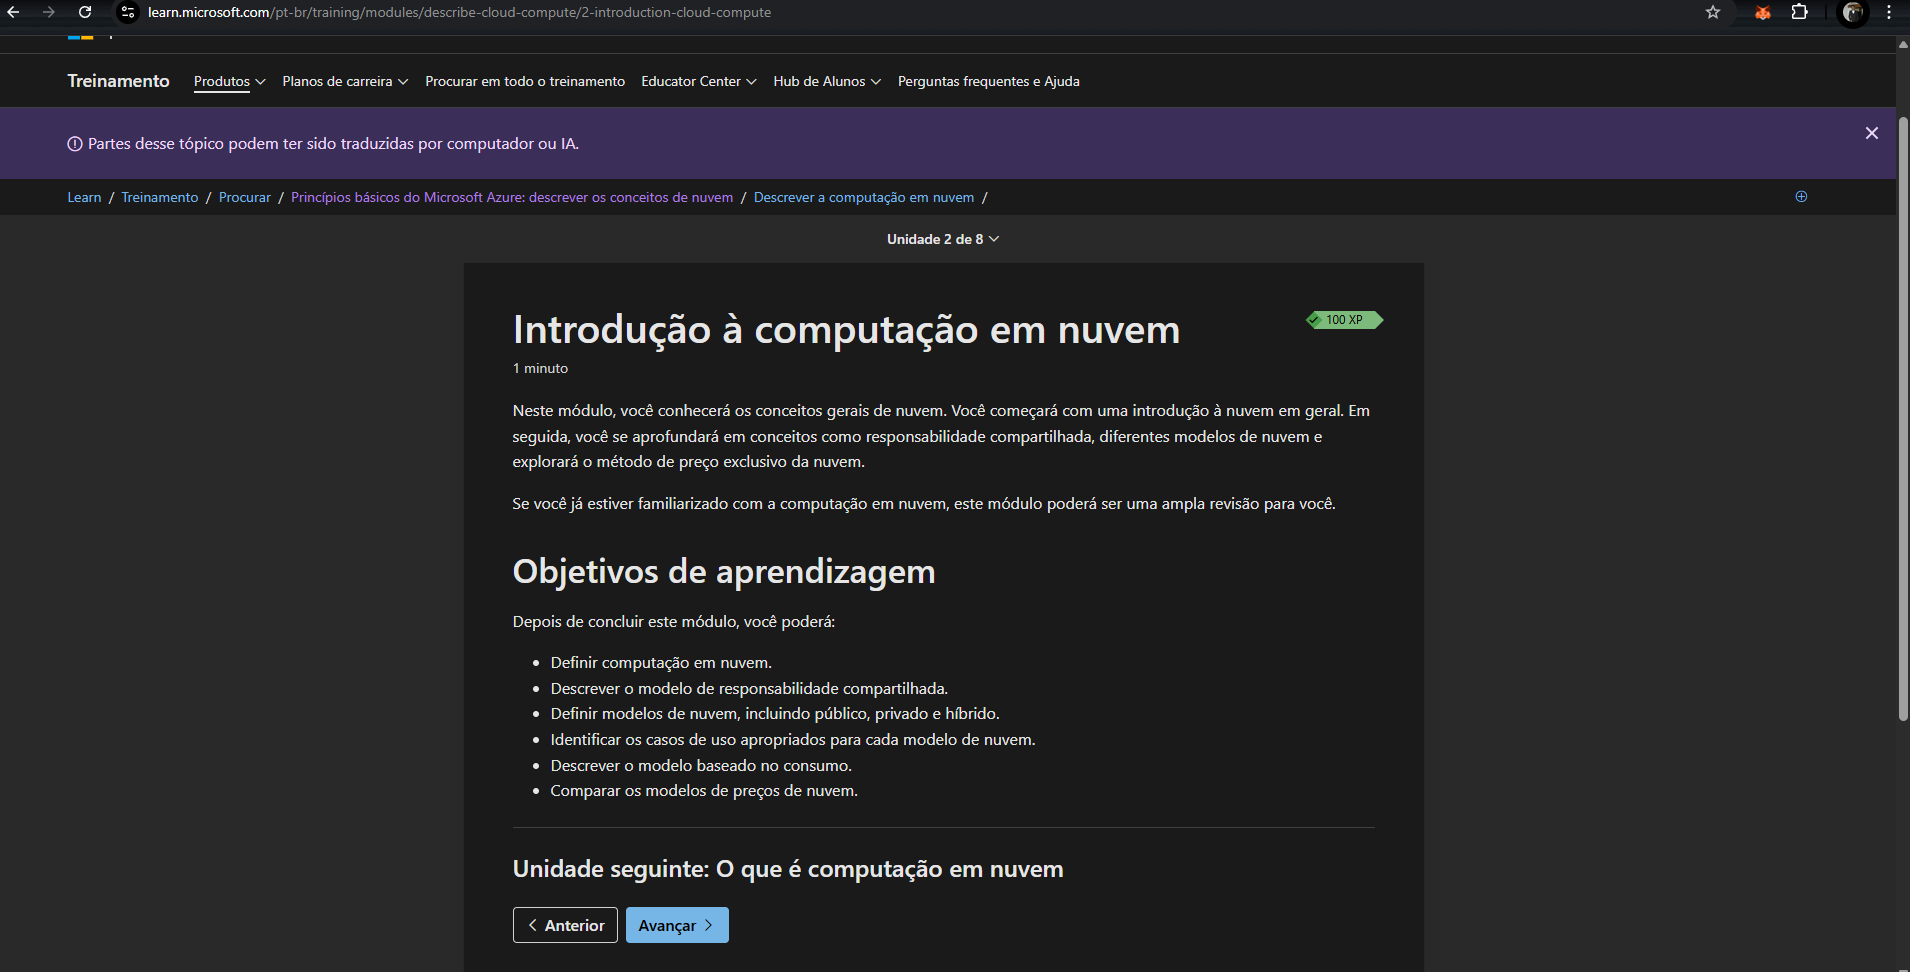 learn.microsoft.com/pt-br/training/modules/describe-cloud-compute/2-introduction-cloud-compute
Treinamento Produtos Planos de carreira Procurar em todo o treinamento Educator Center Hub de Alunos Perguntas frequentes e Ajuda
Partes desse tópico podem ter sido traduzidas por computador ou IA.
Learn / Treinamento / Procurar / Princípios básicos do Microsoft Azure: descrever os conceitos de nuvem / Descrever a computação em nuvem /
Unidade 2 de 8
Introdução à computação em nuvem
100 XP
1 minuto
Neste módulo, você conhecerá os conceitos gerais de nuvem. Você começará com uma introdução à nuvem em geral. Em
seguida, você se aprofundará em conceitos como responsabilidade compartilhada, diferentes modelos de nuvem e
explorará o método de preço exclusivo da nuvem.
Se você já estiver familiarizado com a computação em nuvem, este módulo poderá ser uma ampla revisão para você.
Objetivos de aprendizagem
Depois de concluir este módulo, você poderá:
• Definir computação em nuvem.
• Descrever o modelo de responsabilidade compartilhada.
• Definir modelos de nuvem, incluindo público, privado e híbrido.
• Identificar os casos de uso apropriados para cada modelo de nuvem.
• Descrever o modelo baseado no consumo.
• Comparar os modelos de preços de nuvem.
Unidade seguinte: O que é computação em nuvem
Anterior Avançar